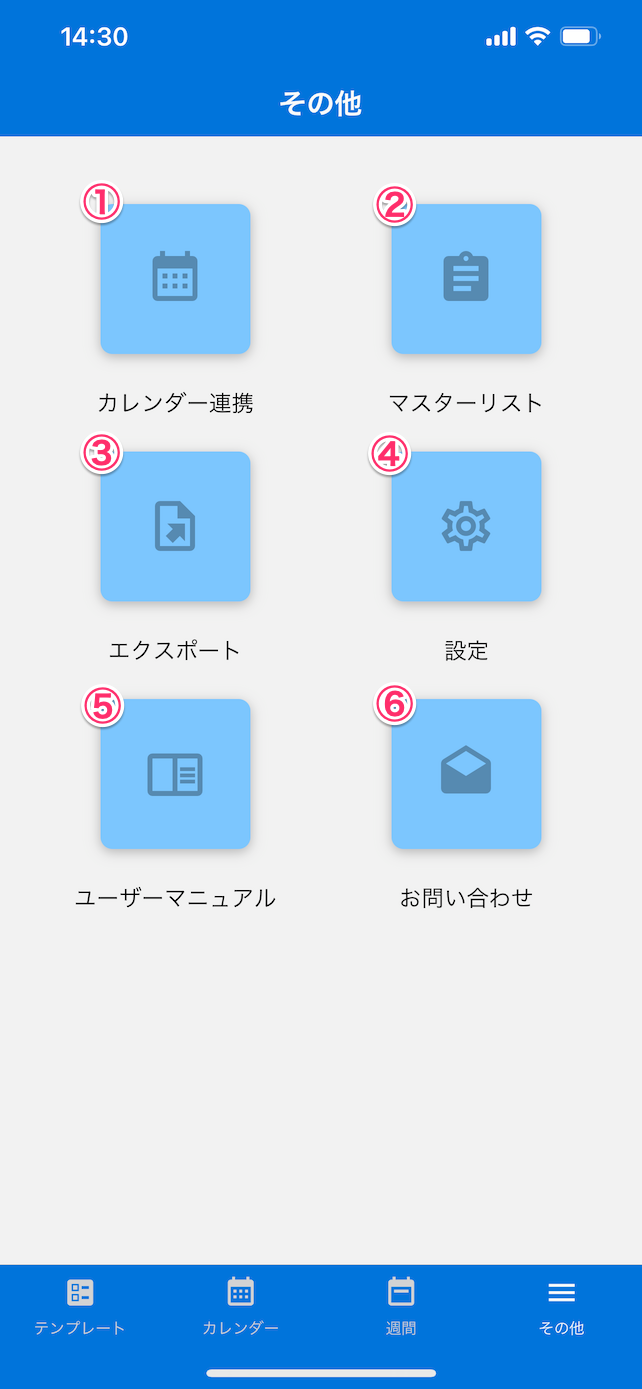 14:30
その他
① ②
カレンダー連携 マスターリスト
③ ④
エクスポート 設定
⑤ ⑥
ユーザーマニュアル お問い合わせ
テンプレート カレンダー 週間 その他